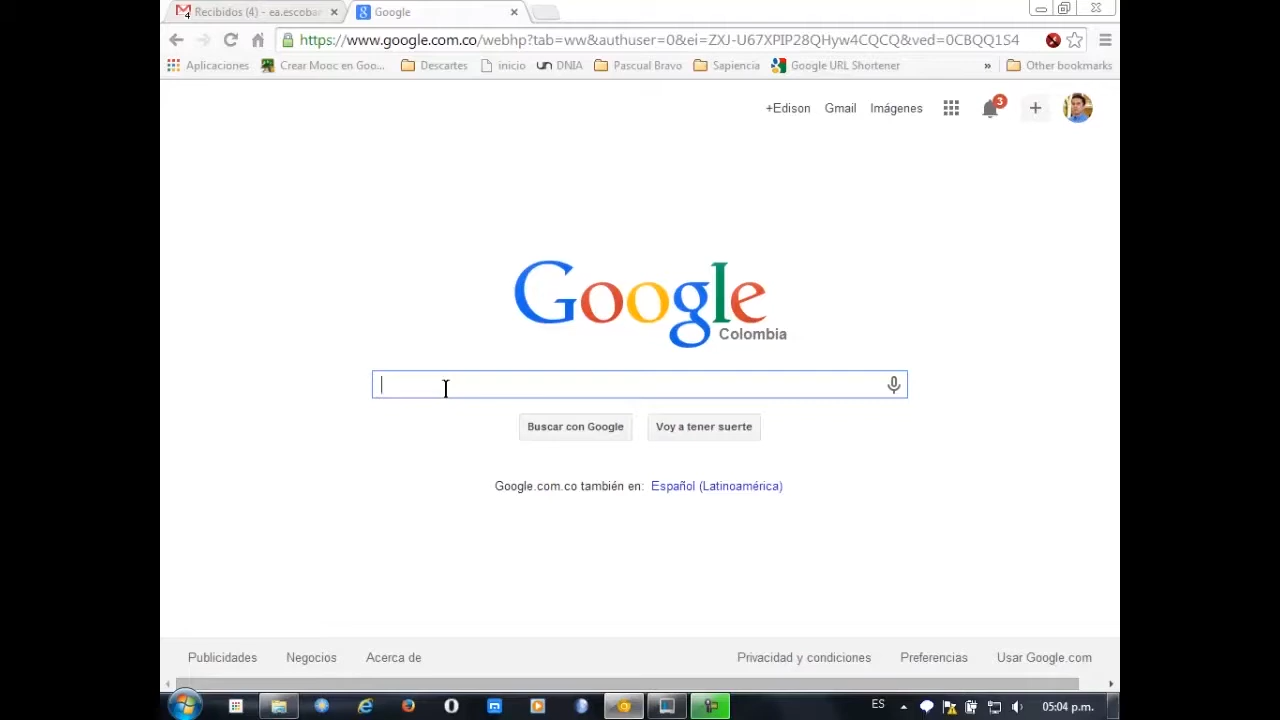 Recibidos (4) - ea.escobar
Google
https://www.google.com.co/webhp?tab=ww&authuser=0&ei=ZXJ-U67XPIP28QHyw4CQCQ&ved=0CBQQ1S4
Aplicaciones
Crear Mooc en Goo...
Descartes
inicio
DNIA
Pascual Bravo
Sapiencia
Google URL Shortener
»
Other bookmarks
+Edison
Gmail
Imágenes
3
Google
Colombia
Buscar con Google
Voy a tener suerte
Google.com.co también en: Español (Latinoamérica)
Publicidades
Negocios
Acerca de
Privacidad y condiciones
Preferencias
Usar Google.com
ES
05:04 p.m.